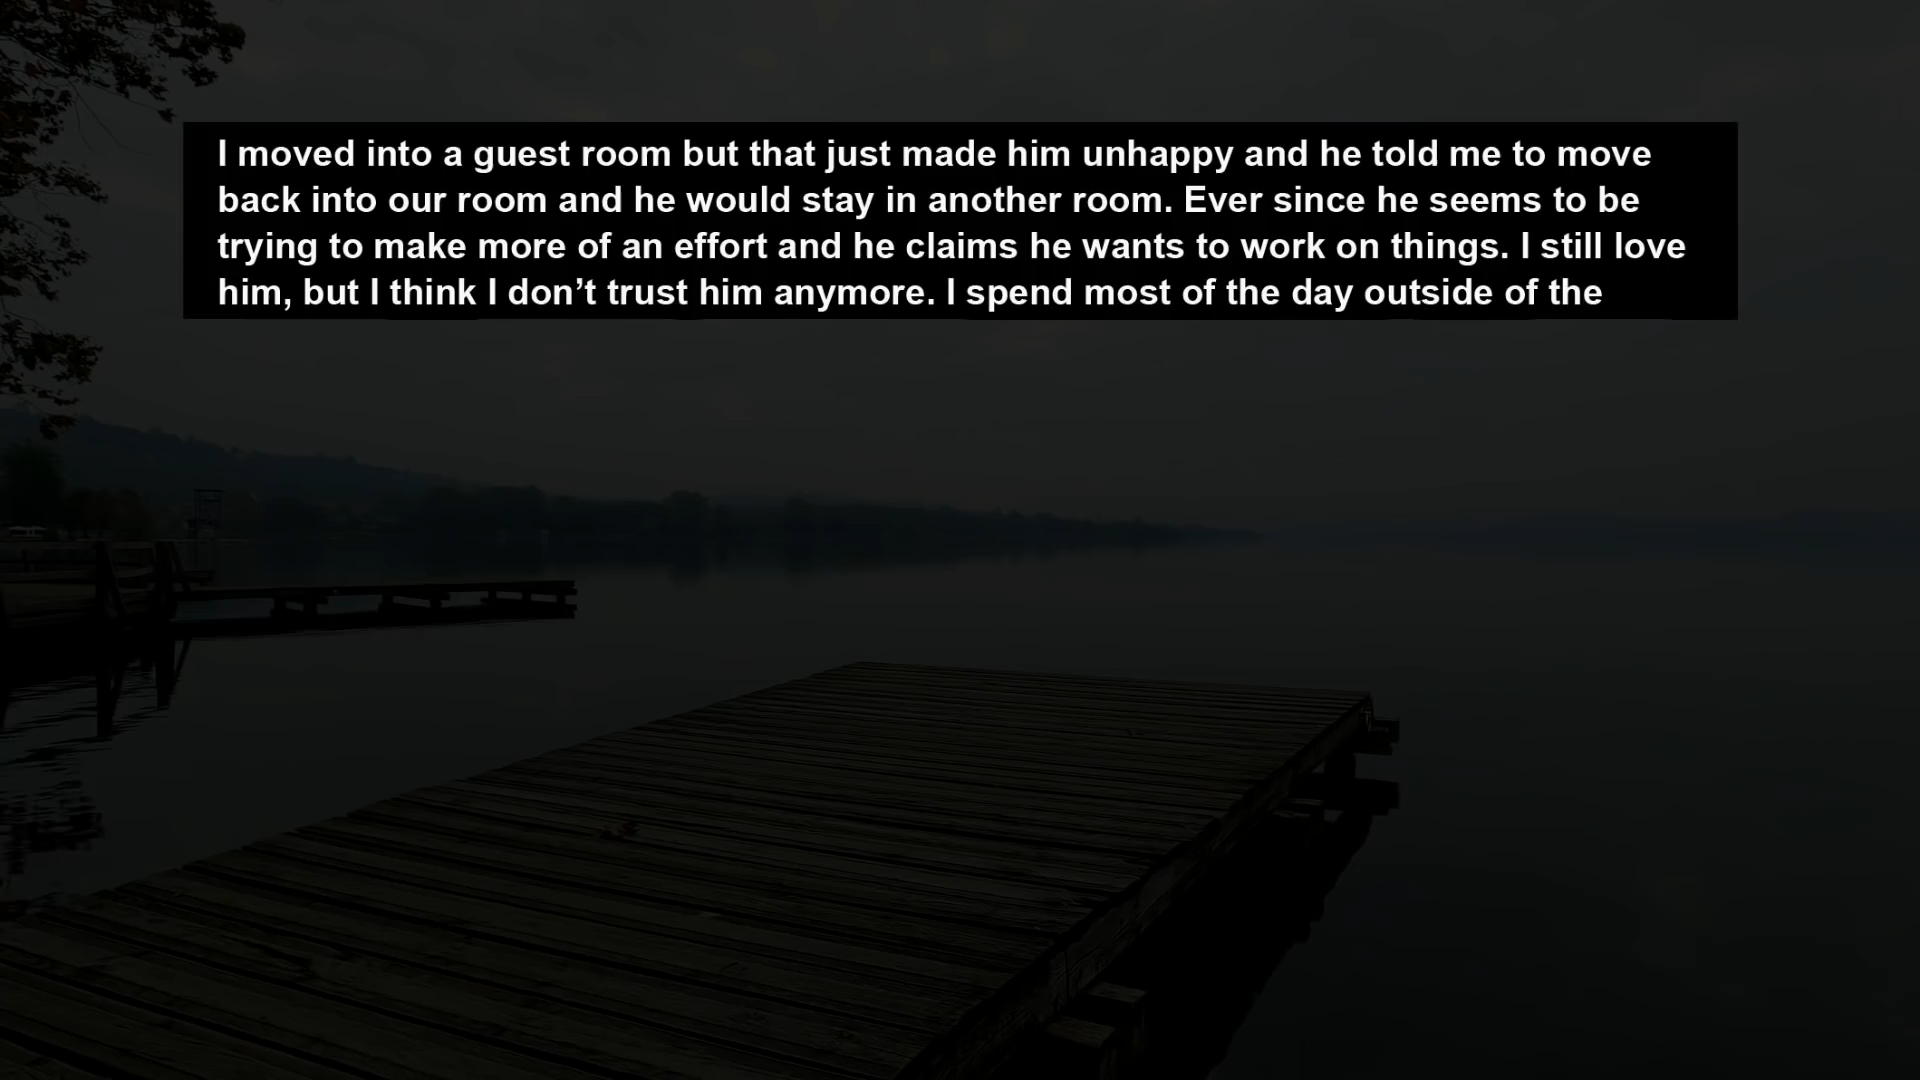 I moved into a guest room but that just made him unhappy and he told me to move
back into our room and he would stay in another room. Ever since he seems to be
trying to make more of an effort and he claims he wants to work on things. I still love
him, but I think I don’t trust him anymore. I spend most of the day outside of the